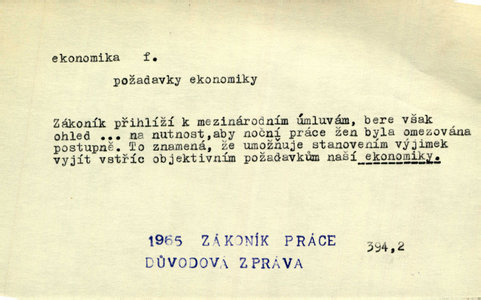 ekonomika f.
požadavky ekonomiky
Zákoník přihlíží k mezinárodním úmluvám, bere však
ohled ... na nutnost,aby noční práce žen byla omezována
postupně. To znamená, že umožňuje stanovením výjimek
vyjít vstříc objektivním požadavkům naší ekonomiky.
1965 ZÁKONÍK PRÁCE
394,2
DŮVODOVÁ ZPRÁVA